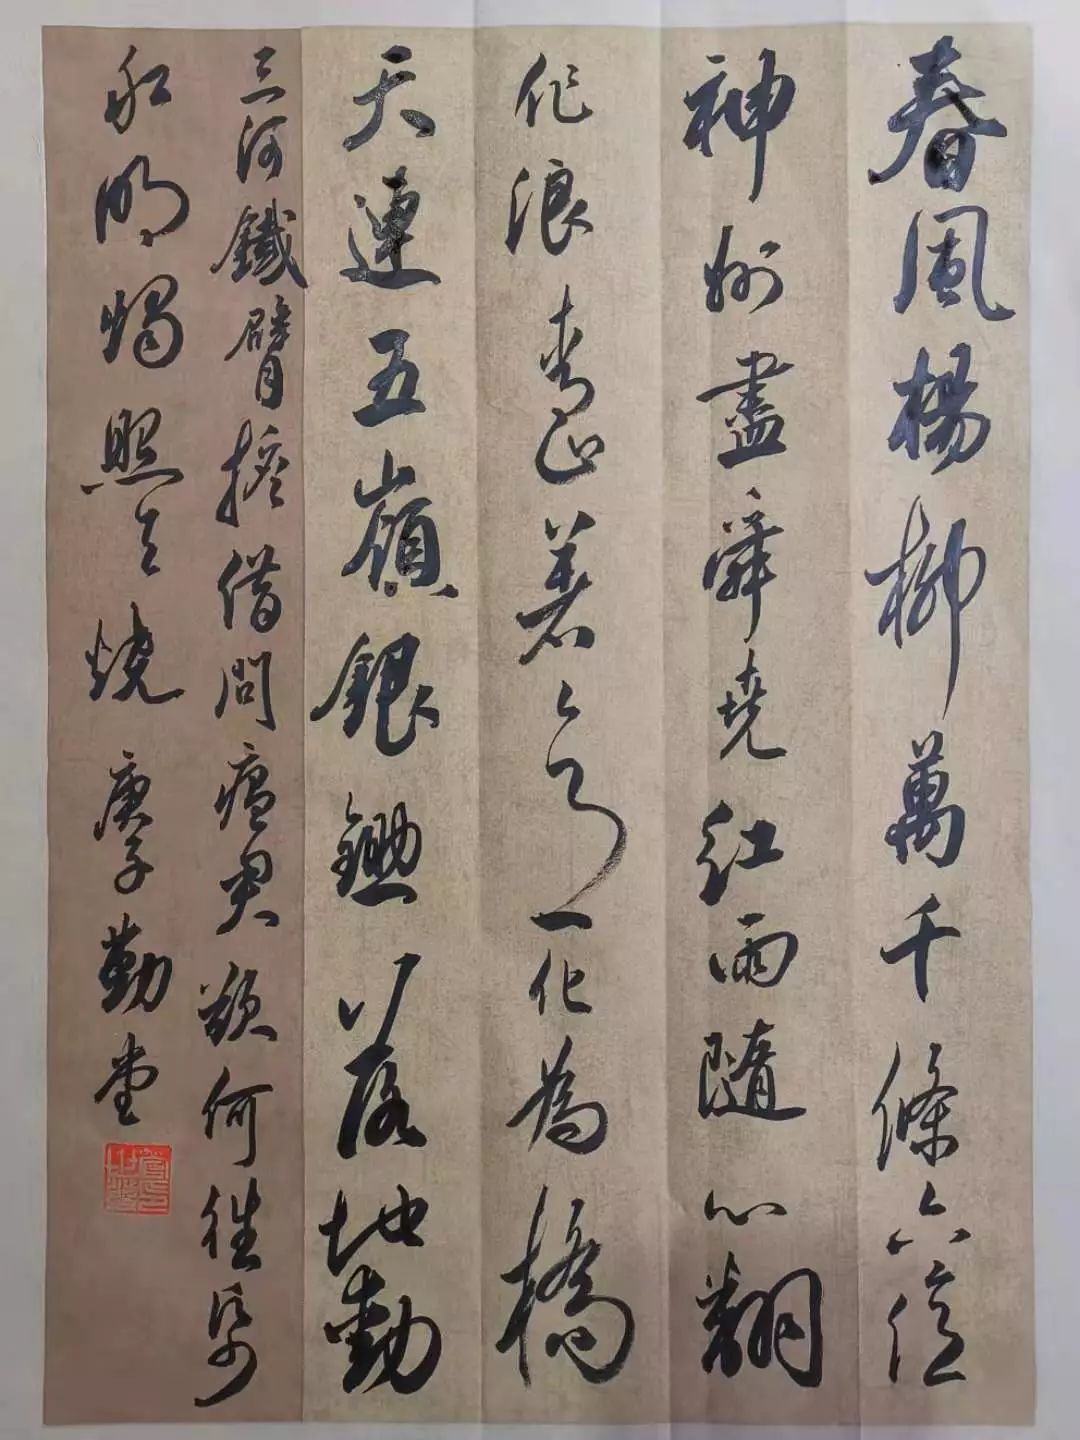 春風楊柳萬千條六億
神州盡舜堯紅雨隨心翻
作浪青山着意化為橋
天連五嶺銀鋤落地動
三河鐵臂搖借問瘟君欲何往紙
船明燭照天燒庚子勤堂